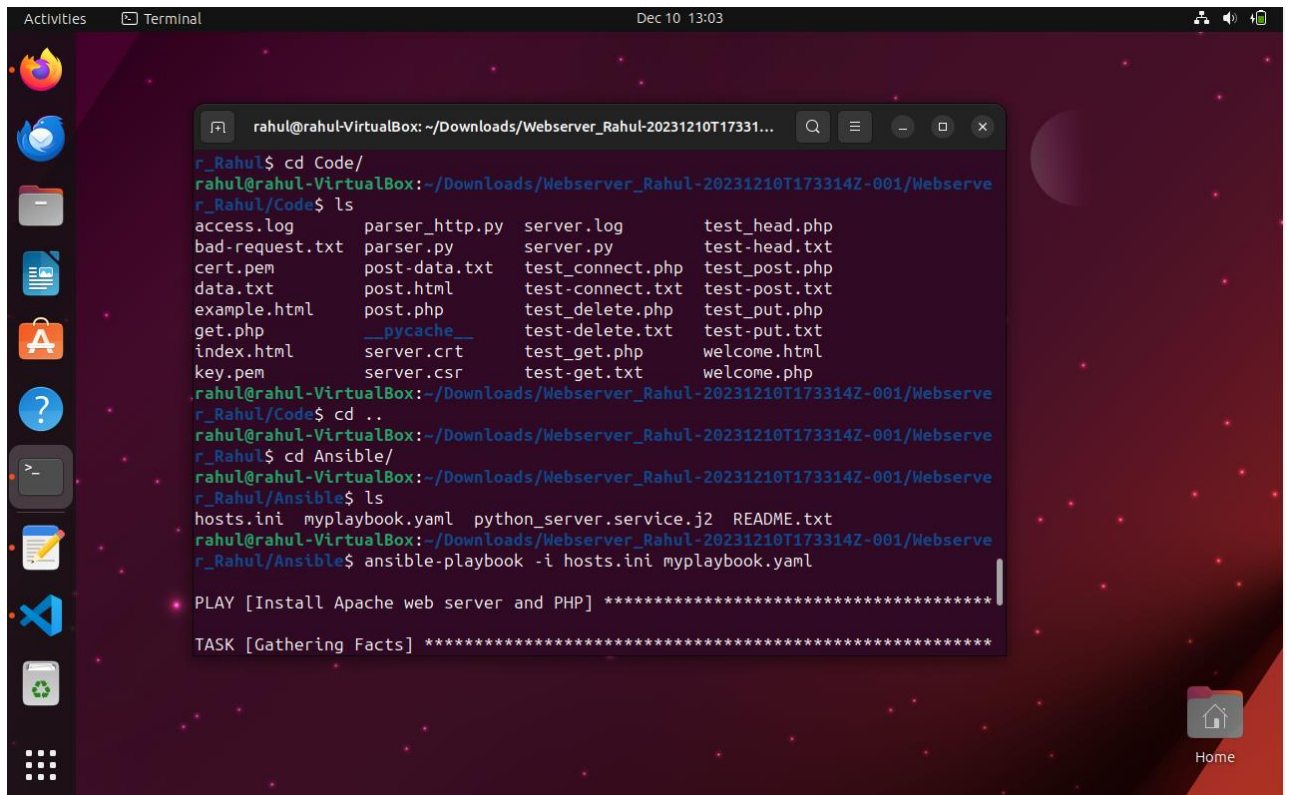 Activities Terminal Dec 10 13:03
rahul@rahul-VirtualBox: ~/Downloads/Webserver_Rahul-20231210T17331...
r_Rahul$ cd Code/
rahul@rahul-VirtualBox:~/Downloads/Webserver_Rahul-20231210T173314Z-001/Webserve
r_Rahul/Code$ ls
access.log parser_http.py server.log test_head.php
bad-request.txt parser.py server.py test-head.txt
cert.pem post-data.txt test_connect.php test_post.php
data.txt post.html test-connect.txt test-post.txt
example.html post.php test_delete.php test_put.php
get.php __pycache__ test-delete.txt test-put.txt
index.html server.crt test_get.php welcome.html
key.pem server.csr test-get.txt welcome.php
rahul@rahul-VirtualBox:~/Downloads/Webserver_Rahul-20231210T173314Z-001/Webserve
r_Rahul/Code$ cd ..
rahul@rahul-VirtualBox:~/Downloads/Webserver_Rahul-20231210T173314Z-001/Webserve
r_Rahul$ cd Ansible/
rahul@rahul-VirtualBox:~/Downloads/Webserver_Rahul-20231210T173314Z-001/Webserve
r_Rahul/Ansible$ ls
hosts.ini myplaybook.yaml python_server.service.j2 README.txt
rahul@rahul-VirtualBox:~/Downloads/Webserver_Rahul-20231210T173314Z-001/Webserve
r_Rahul/Ansible$ ansible-playbook -i hosts.ini myplaybook.yaml
PLAY [Install Apache web server and PHP] ***************************************
TASK [Gathering Facts] *********************************************************
Home